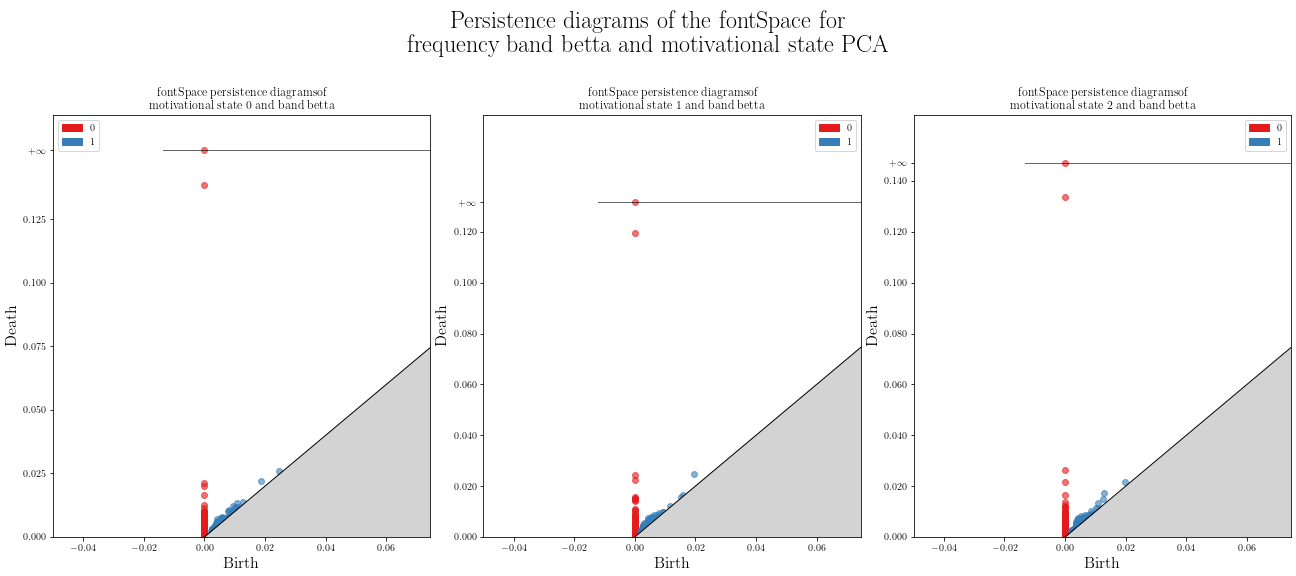 Persistence diagrams of the fontSpace for
frequency band betta and motivational state PCA
fontSpace persistence diagramsof
motivational state 0 and band betta
0
1
+∞
0.125
0.100
0.075
0.050
0.025
0.000
Death
−0.04 −0.02 0.00 0.02 0.04 0.06
Birth
fontSpace persistence diagramsof
motivational state 1 and band betta
0
1
+∞
0.120
0.100
0.080
0.060
0.040
0.020
0.000
Death
−0.04 −0.02 0.00 0.02 0.04 0.06
Birth
fontSpace persistence diagramsof
motivational state 2 and band betta
0
1
+∞
0.140
0.120
0.100
0.080
0.060
0.040
0.020
0.000
Death
−0.04 −0.02 0.00 0.02 0.04 0.06
Birth